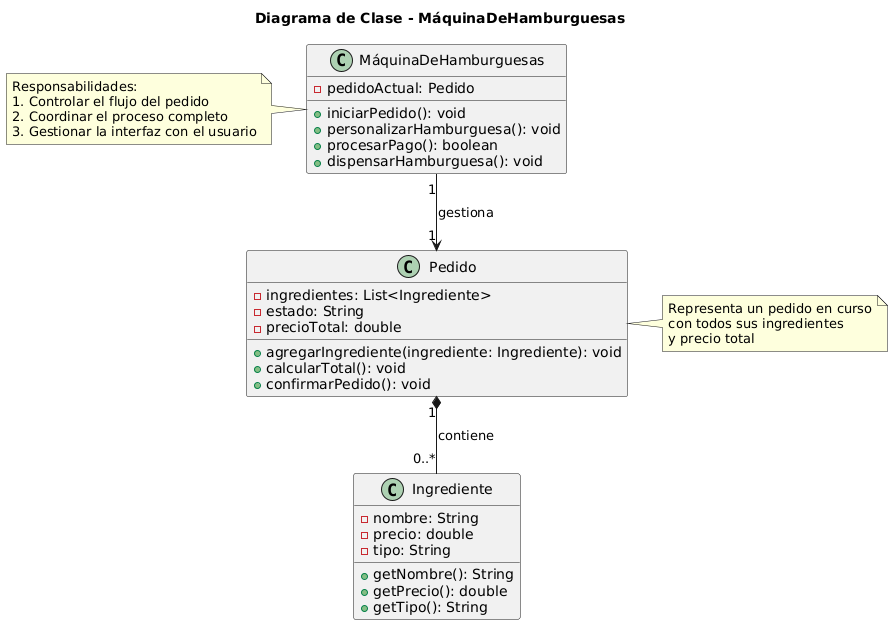 Diagrama de Clase - MáquinaDeHamburguesas
C MáquinaDeHamburguesas
pedidoActual: Pedido
iniciarPedido(): void
personalizarHamburguesa(): void
procesarPago(): boolean
dispensarHamburguesa(): void
Responsabilidades:
1. Controlar el flujo del pedido
2. Coordinar el proceso completo
3. Gestionar la interfaz con el usuario
1
gestiona
1
C Pedido
ingredientes: List<Ingrediente>
estado: String
precioTotal: double
agregarIngrediente(ingrediente: Ingrediente): void
calcularTotal(): void
confirmarPedido(): void
Representa un pedido en curso
con todos sus ingredientes
y precio total
1
contiene
0..*
C Ingrediente
nombre: String
precio: double
tipo: String
getNombre(): String
getPrecio(): double
getTipo(): String